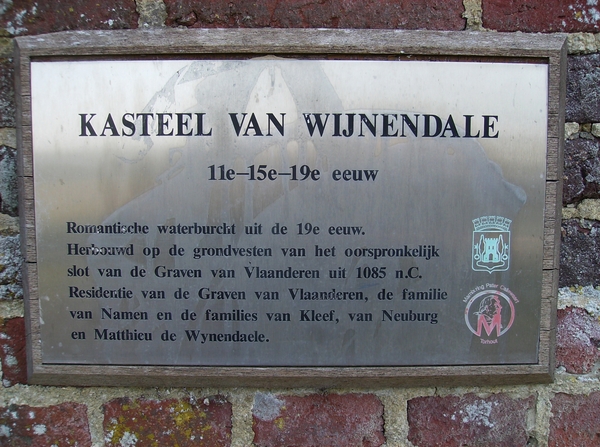 KASTEEL VAN WIJNENDALE
11e–15e–19e eeuw
Romantische waterburcht uit de 19e eeuw.
Herbouwd op de grondvesten van het oorspronkelijk
slot van de Graven van Vlaanderen uit 1085 n.C.
Residentie van de Graven van Vlaanderen, de familie
van Namen en de families van Kleef, van Neuburg
en Matthieu de Wynendaele.
M
Torhout